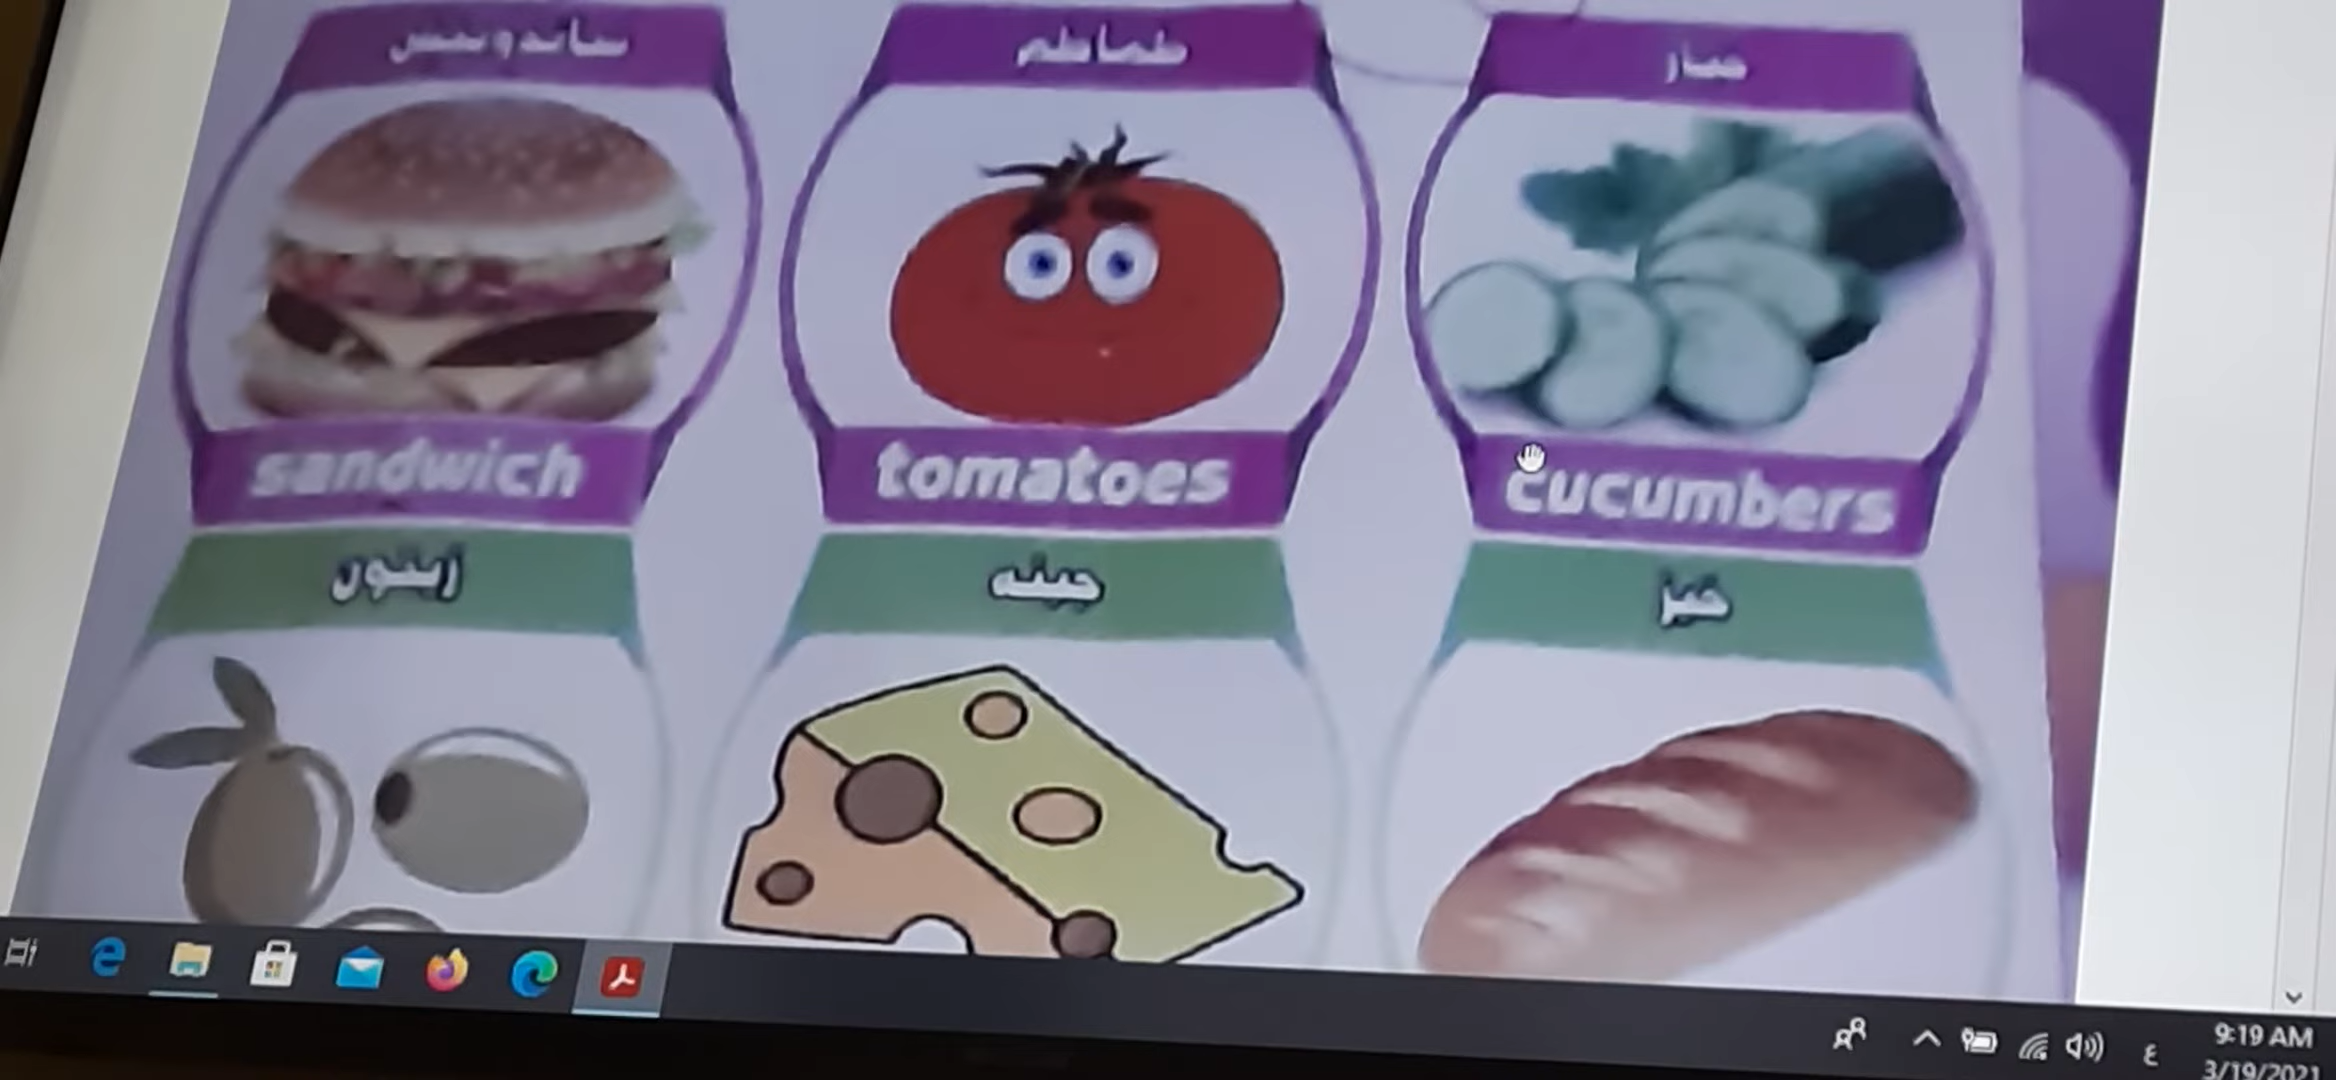 ساندوتش
طماطم
خيار
sandwich
tomatoes
cucumbers
زيتون
جبنه
خبز
ع
9:19 AM
3/19/2021